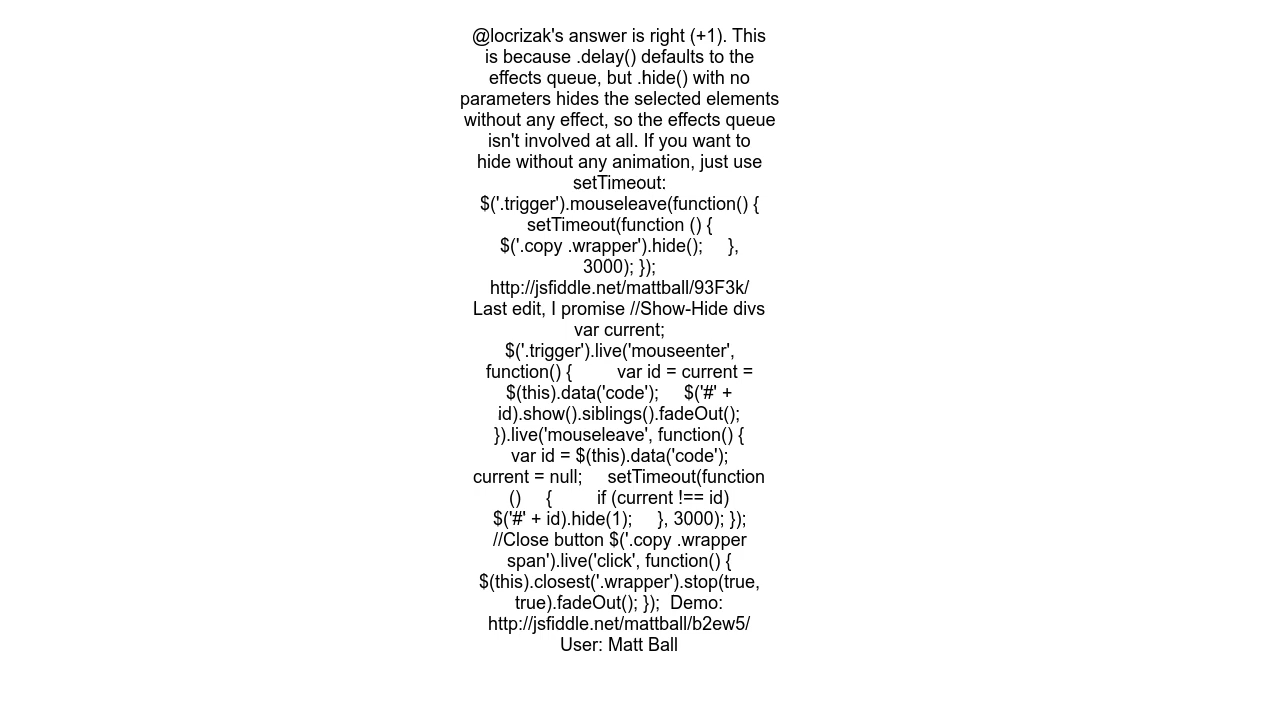 @locrizak's answer is right (+1). This
is because .delay() defaults to the
effects queue, but .hide() with no
parameters hides the selected elements
without any effect, so the effects queue
isn't involved at all. If you want to
hide without any animation, just use
setTimeout:
$('.trigger').mouseleave(function() {
setTimeout(function () {
$('.copy .wrapper').hide();     },
3000); });
http://jsfiddle.net/mattball/93F3k/
Last edit, I promise //Show-Hide divs
var current;
$('.trigger').live('mouseenter',
function() {         var id = current =
$(this).data('code');     $('#' +
id).show().siblings().fadeOut();
}).live('mouseleave', function() {
var id = $(this).data('code');
current = null;     setTimeout(function
()     {         if (current !== id)
$('#' + id).hide(1);     }, 3000); });
//Close button $('.copy .wrapper
span').live('click', function() {
$(this).closest('.wrapper').stop(true,
true).fadeOut(); });  Demo:
http://jsfiddle.net/mattball/b2ew5/
User: Matt Ball